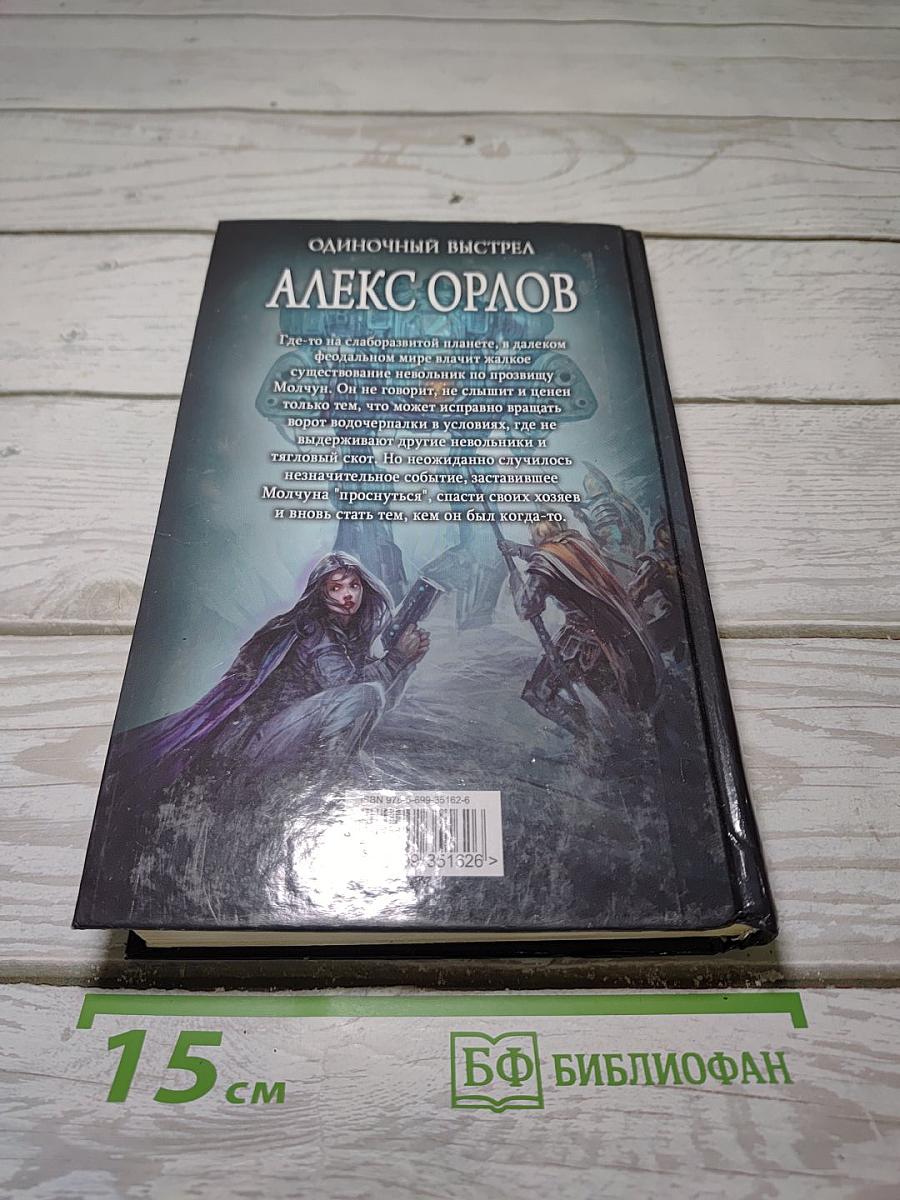 ОДИНОЧНЫЙ ВЫСТРЕЛ
АЛЕКС ОРЛОВ
Где-то на слаборазвитой планете, в далеком
феодальном мире влачит жалкое
существование невольник по прозвищу
Молчун. Он не говорит, не слышит и ценен
только тем, что может исправно вращать
ворот водочерпалки в условиях, где не
выдерживают другие невольники и
тягловый скот. Но неожиданно случилось
незначительное событие, заставившее
Молчуна "проснуться", спасти своих хозяев
и вновь стать тем, кем он был когда-то.
ISBN 978-5-699-35162-6
351626 >
15 см
БФ БИБЛИОФАН